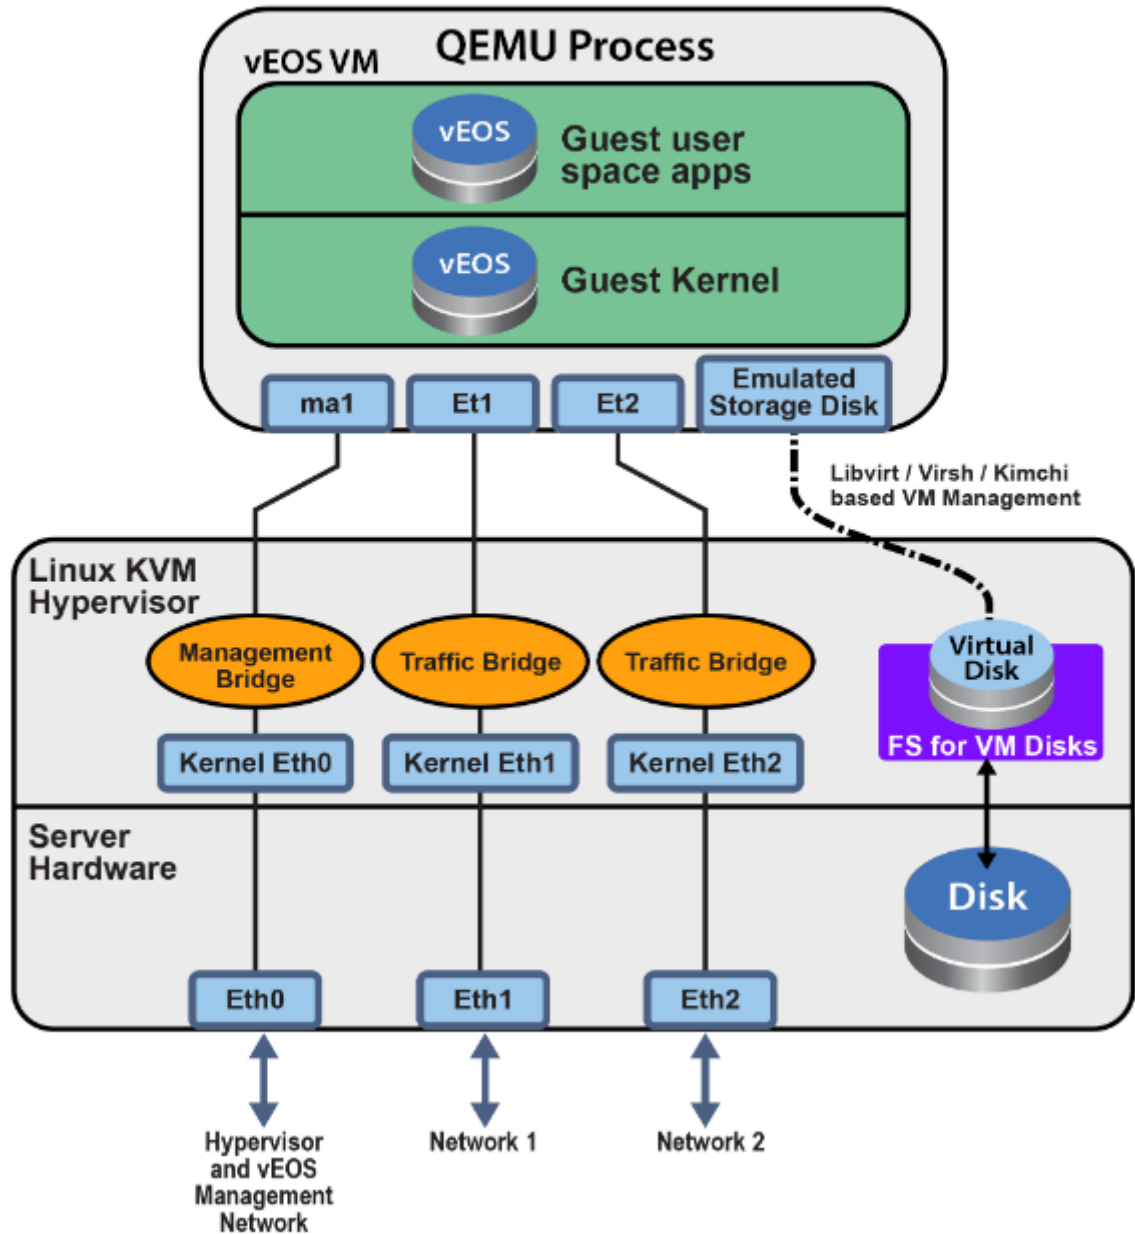 QEMU Process
vEOS VM
vEOS
Guest user
space apps
vEOS
Guest Kernel
ma1
Et1
Et2
Emulated
Storage Disk
Libvirt / Virsh / Kimchi
based VM Management
Linux KVM
Hypervisor
Management
Bridge
Traffic Bridge
Traffic Bridge
Virtual
Disk
FS for VM Disks
Kernel Eth0
Kernel Eth1
Kernel Eth2
Server
Hardware
Disk
Eth0
Eth1
Eth2
Hypervisor
and vEOS
Management
Network
Network 1
Network 2